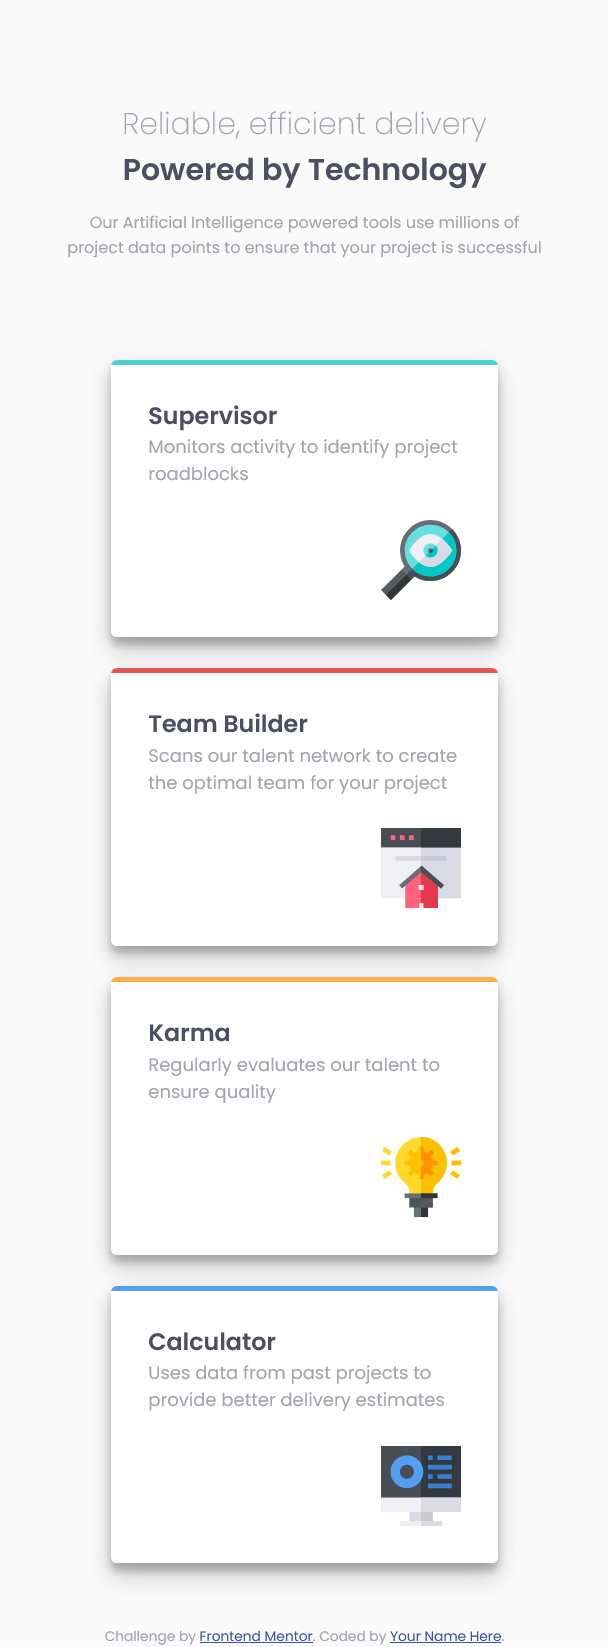 Reliable, efficient delivery
Powered by Technology
Our Artificial Intelligence powered tools use millions of
project data points to ensure that your project is successful
Supervisor
Monitors activity to identify project
roadblocks
Team Builder
Scans our talent network to create
the optimal team for your project
Karma
Regularly evaluates our talent to
ensure quality
Calculator
Uses data from past projects to
provide better delivery estimates
Challenge by Frontend Mentor. Coded by Your Name Here.